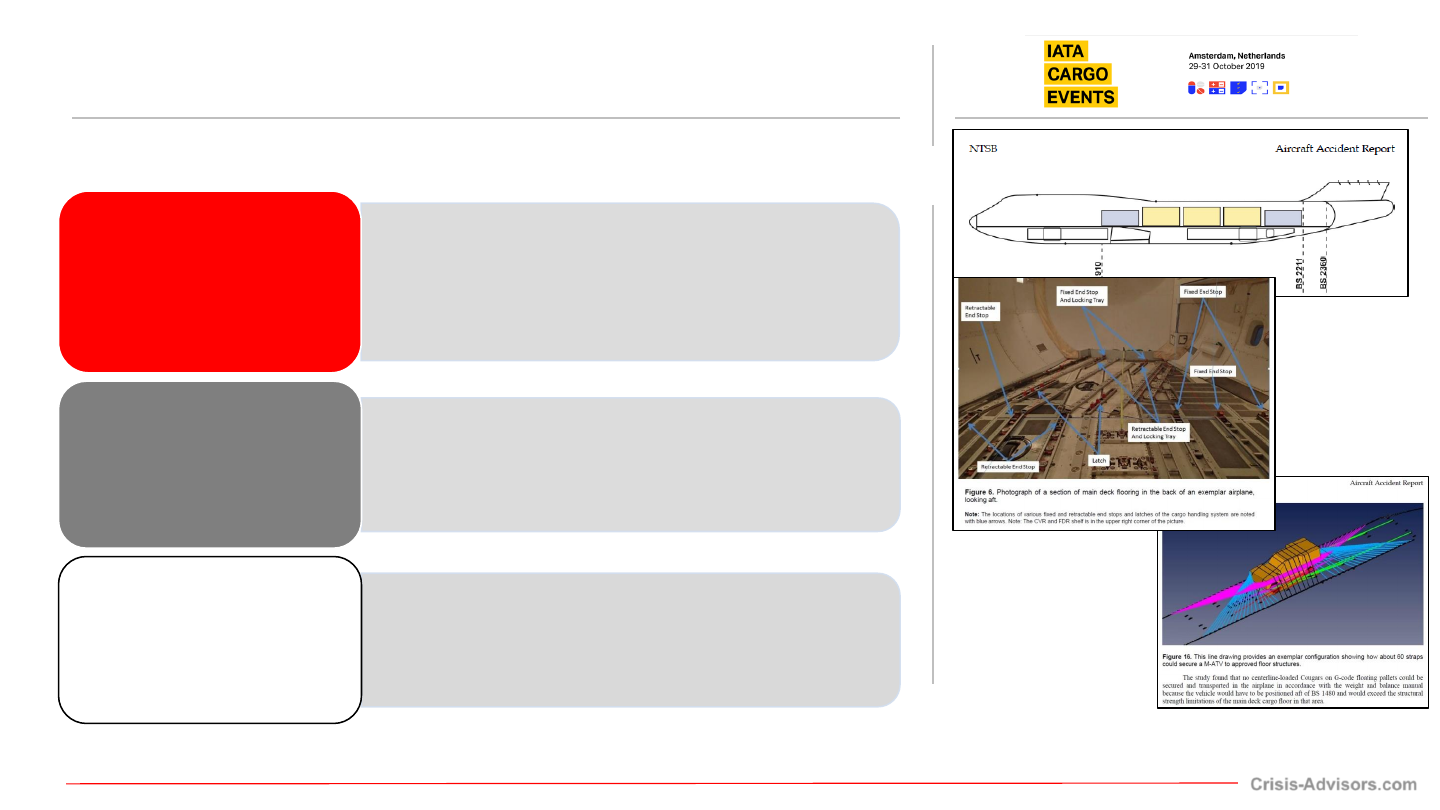 IATA
CARGO
EVENTS
Amsterdam, Netherlands
29-31 October 2019
NTSB
Aircraft Accident Report
910
BS 2211
BS 2360
Retractable
End Stop
Fixed End Stop
And Locking Tray
Fixed End Stop
Fixed End Stop
Retractable End Stop
And Locking Tray
Retractable End Stop
Latch
Figure 6. Photograph of a section of main deck flooring in the back of an exemplar airplane,
looking aft.
Note: The locations of various fixed and retractable end stops and latches of the cargo handling system are noted
with blue arrows. Note: The CVR and FDR shelf is in the upper right corner of the picture.
Aircraft Accident Report
Figure 16. This line drawing provides an exemplar configuration showing how about 60 straps
could secure a M-ATV to approved floor structures.
The study found that no centerline-loaded Cougars on G-code floating pallets could be
secured and transported in the airplane in accordance with the weight and balance manual
because the vehicle would have to be positioned aft of BS 1480 and would exceed the structural
strength limitations of the main deck cargo floor in that area.
Crisis-Advisors.com